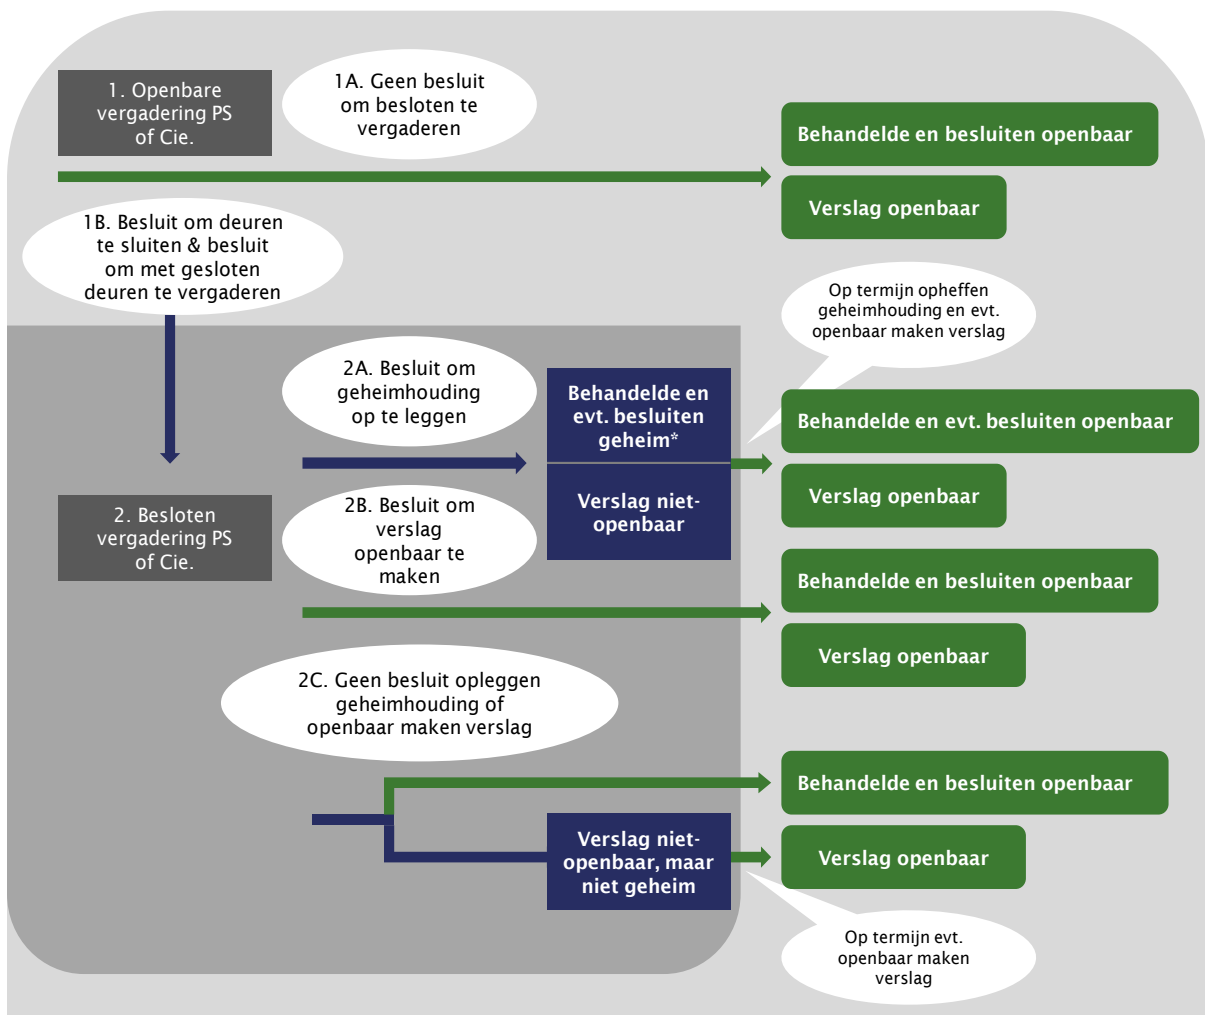 1. Openbare
vergadering PS
of Cie.
1A. Geen besluit
om besloten te
vergaderen
Behandelde en besluiten openbaar
Verslag openbaar
1B. Besluit om deuren
te sluiten & besluit
om met gesloten
deuren te vergaderen
Op termijn opheffen
geheimhouding en evt.
openbaar maken verslag
2A. Besluit om
geheimhouding
op te leggen
Behandelde en
evt. besluiten
geheim*
Behandelde en evt. besluiten openbaar
Verslag niet-
openbaar
Verslag openbaar
2. Besloten
vergadering PS
of Cie.
2B. Besluit om
verslag
openbaar te
maken
Behandelde en besluiten openbaar
Verslag openbaar
2C. Geen besluit opleggen
geheimhouding of
openbaar maken verslag
Behandelde en besluiten openbaar
Verslag niet-
openbaar, maar
niet geheim
Verslag openbaar
Op termijn evt.
openbaar maken
verslag